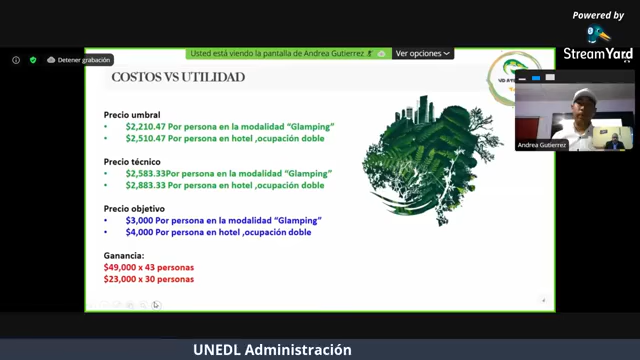 Powered by
StreamYard
Usted está viendo la pantalla de Andrea Gutierrez
Ver opciones
Detener grabación
COSTOS VS UTILIDAD
Precio umbral
• $2,210.47 Por persona en la modalidad “Glamping”
• $2,510.47 Por persona en hotel ,ocupación doble
Precio técnico
• $2,583.33Por persona en la modalidad “Glamping”
• $2,883.33 Por persona en hotel ,ocupación doble
Precio objetivo
• $3,000 Por persona en la modalidad “Glamping”
• $4,000 Por persona en hotel ,ocupación doble
Ganancia:
$49,000 x 43 personas
$23,000 x 30 personas
Andrea Gutierrez
UNEDL Administración